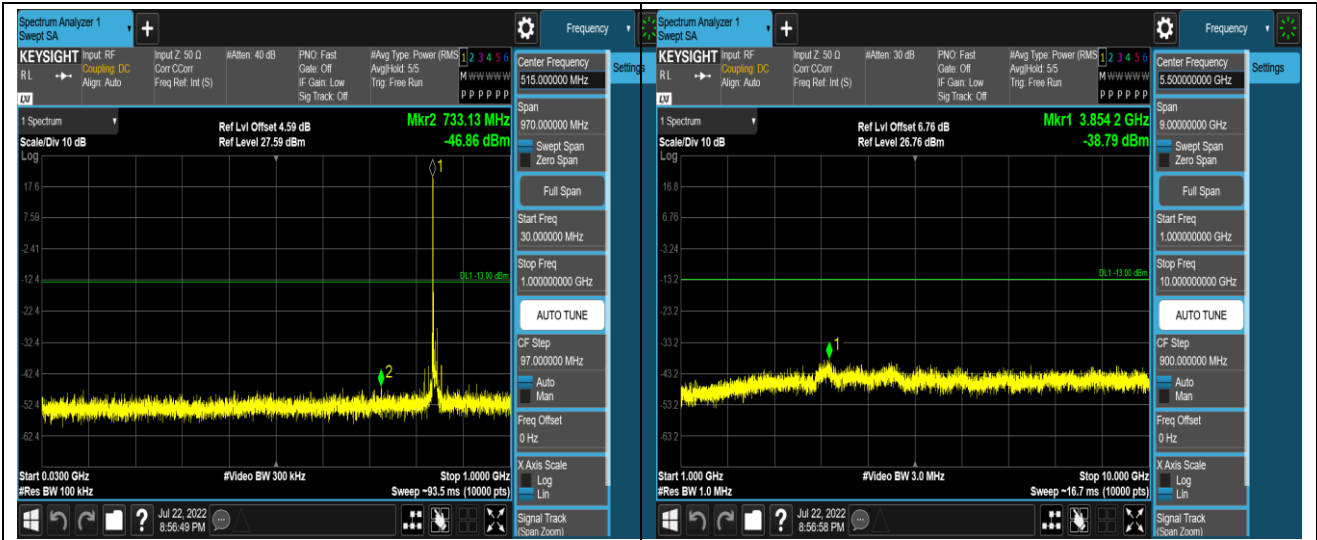 Spectrum Analyzer 1
Swept SA
+
Frequency
Settings
KEYSIGHT
RL
LXI
Input: RF
Coupling: DC
Align: Auto
Input Z: 50 Ω
Corr CCorr
Freq Ref: Int (S)
#Atten: 40 dB
PNO: Fast
Gate: Off
IF Gain: Low
Sig Track: Off
#Avg Type: Power (RMS
Avg|Hold: 5/5
Trig: Free Run
1 2 3 4 5 6
M W W W W W
P P P P P P
1 Spectrum
Scale/Div 10 dB
Log
Ref Lvl Offset 4.59 dB
Ref Level 27.59 dBm
Mkr2 733.13 MHz
-46.86 dBm
17.6
7.59
-2.41
-12.4
-22.4
-32.4
-42.4
-52.4
-62.4
1
2
DL1 -13.00 dBm
Start 0.0300 GHz
#Res BW 100 kHz
#Video BW 300 kHz
Stop 1.0000 GHz
Sweep ~93.5 ms (10000 pts)
Center Frequency
515.000000 MHz
Span
970.000000 MHz
Swept Span
Zero Span
Full Span
Start Freq
30.000000 MHz
Stop Freq
1.000000000 GHz
AUTO TUNE
CF Step
97.000000 MHz
Auto
Man
Freq Offset
0 Hz
X Axis Scale
Log
Lin
Signal Track
(Span Zoom)
?
Jul 22, 2022
8:56:49 PM
Spectrum Analyzer 1
Swept SA
+
Frequency
Settings
KEYSIGHT
RL
LXI
Input: RF
Coupling: DC
Align: Auto
Input Z: 50 Ω
Corr CCorr
Freq Ref: Int (S)
#Atten: 30 dB
PNO: Fast
Gate: Off
IF Gain: Low
Sig Track: Off
#Avg Type: Power (RMS
Avg|Hold: 5/5
Trig: Free Run
1 2 3 4 5 6
M W W W W W
P P P P P P
1 Spectrum
Scale/Div 10 dB
Log
Ref Lvl Offset 6.76 dB
Ref Level 26.76 dBm
Mkr1 3.854 2 GHz
-38.79 dBm
16.8
6.76
-3.24
-13.2
-23.2
-33.2
-43.2
-53.2
-63.2
1
DL1 -13.00 dBm
Start 1.000 GHz
#Res BW 1.0 MHz
#Video BW 3.0 MHz
Stop 10.000 GHz
Sweep ~16.7 ms (10000 pts)
Center Frequency
5.500000000 GHz
Span
9.00000000 GHz
Swept Span
Zero Span
Full Span
Start Freq
1.000000000 GHz
Stop Freq
10.000000000 GHz
AUTO TUNE
CF Step
900.000000 MHz
Auto
Man
Freq Offset
0 Hz
X Axis Scale
Log
Lin
Signal Track
(Span Zoom)
?
Jul 22, 2022
8:56:58 PM